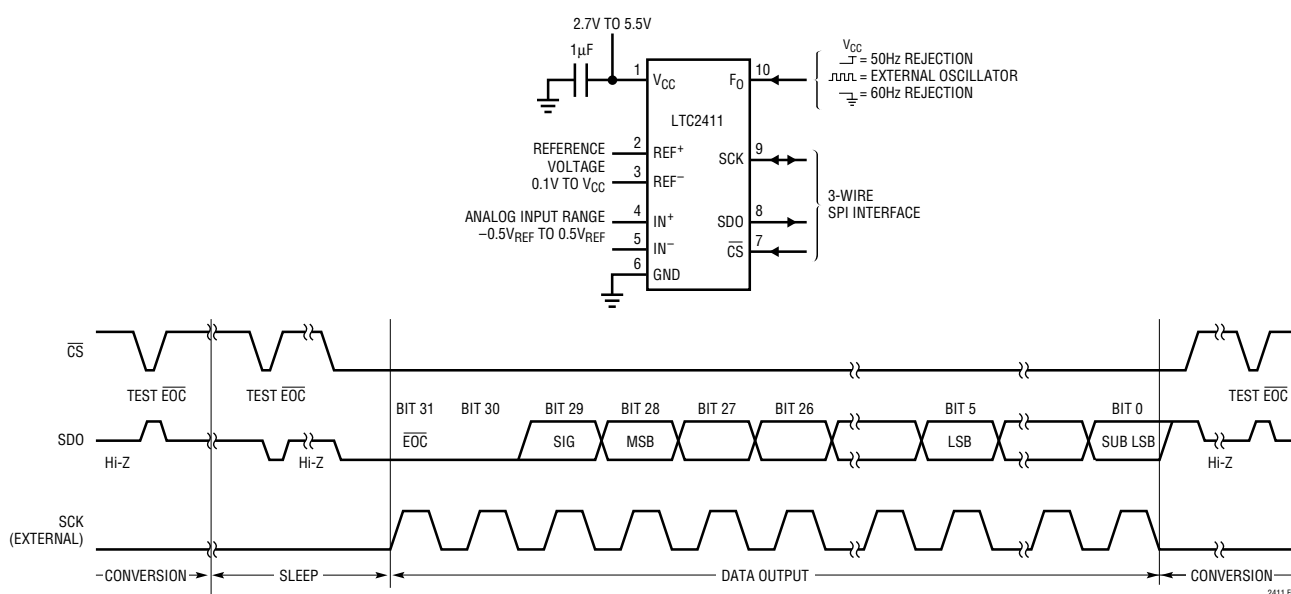 2.7V TO 5.5V
1µF
1
VCC
2
REF+
3
REF−
4
IN+
5
IN−
6
GND
LTC2411
FO
10
SCK
9
SDO
8
CS
7
REFERENCE
VOLTAGE
0.1V TO VCC
ANALOG INPUT RANGE
−0.5VREF TO 0.5VREF
VCC
= 50Hz REJECTION
= EXTERNAL OSCILLATOR
= 60Hz REJECTION
3-WIRE
SPI INTERFACE
CS
TEST EOC
TEST EOC
TEST EOC
BIT 31
BIT 30
BIT 29
BIT 28
BIT 27
BIT 26
BIT 5
BIT 0
SDO
EOC
SIG
MSB
LSB
SUB LSB
Hi-Z
Hi-Z
Hi-Z
SCK
(EXTERNAL)
CONVERSION
SLEEP
DATA OUTPUT
CONVERSION